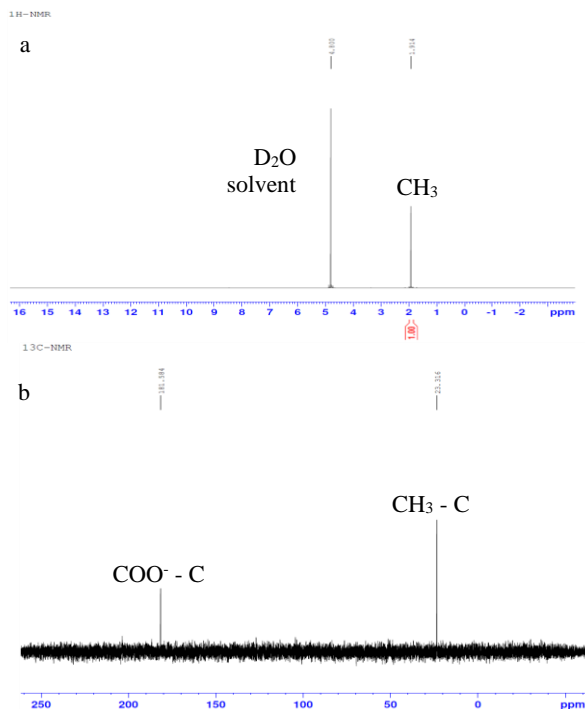 1H-NMR
a
4.800 1.914
D₂O
solvent
CH₃
16 15 14 13 12 11 10 9 8 7 6 5 4 3 2 1 0 -1 -2 ppm
1.00
13C-NMR
b
181.584 23.316
CH₃ - C
COO⁻ - C
250 200 150 100 50 0 ppm